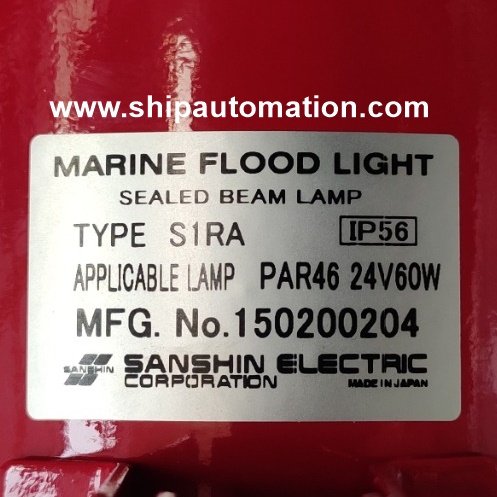 www.shipautomation.com
MARINE FLOOD LIGHT
SEALED BEAM LAMP
TYPE S1RA IP56
APPLICABLE LAMP PAR46 24V60W
MFG. No.150200204
SANSHIN SANSHIN ELECTRIC
CORPORATION MADE IN JAPAN